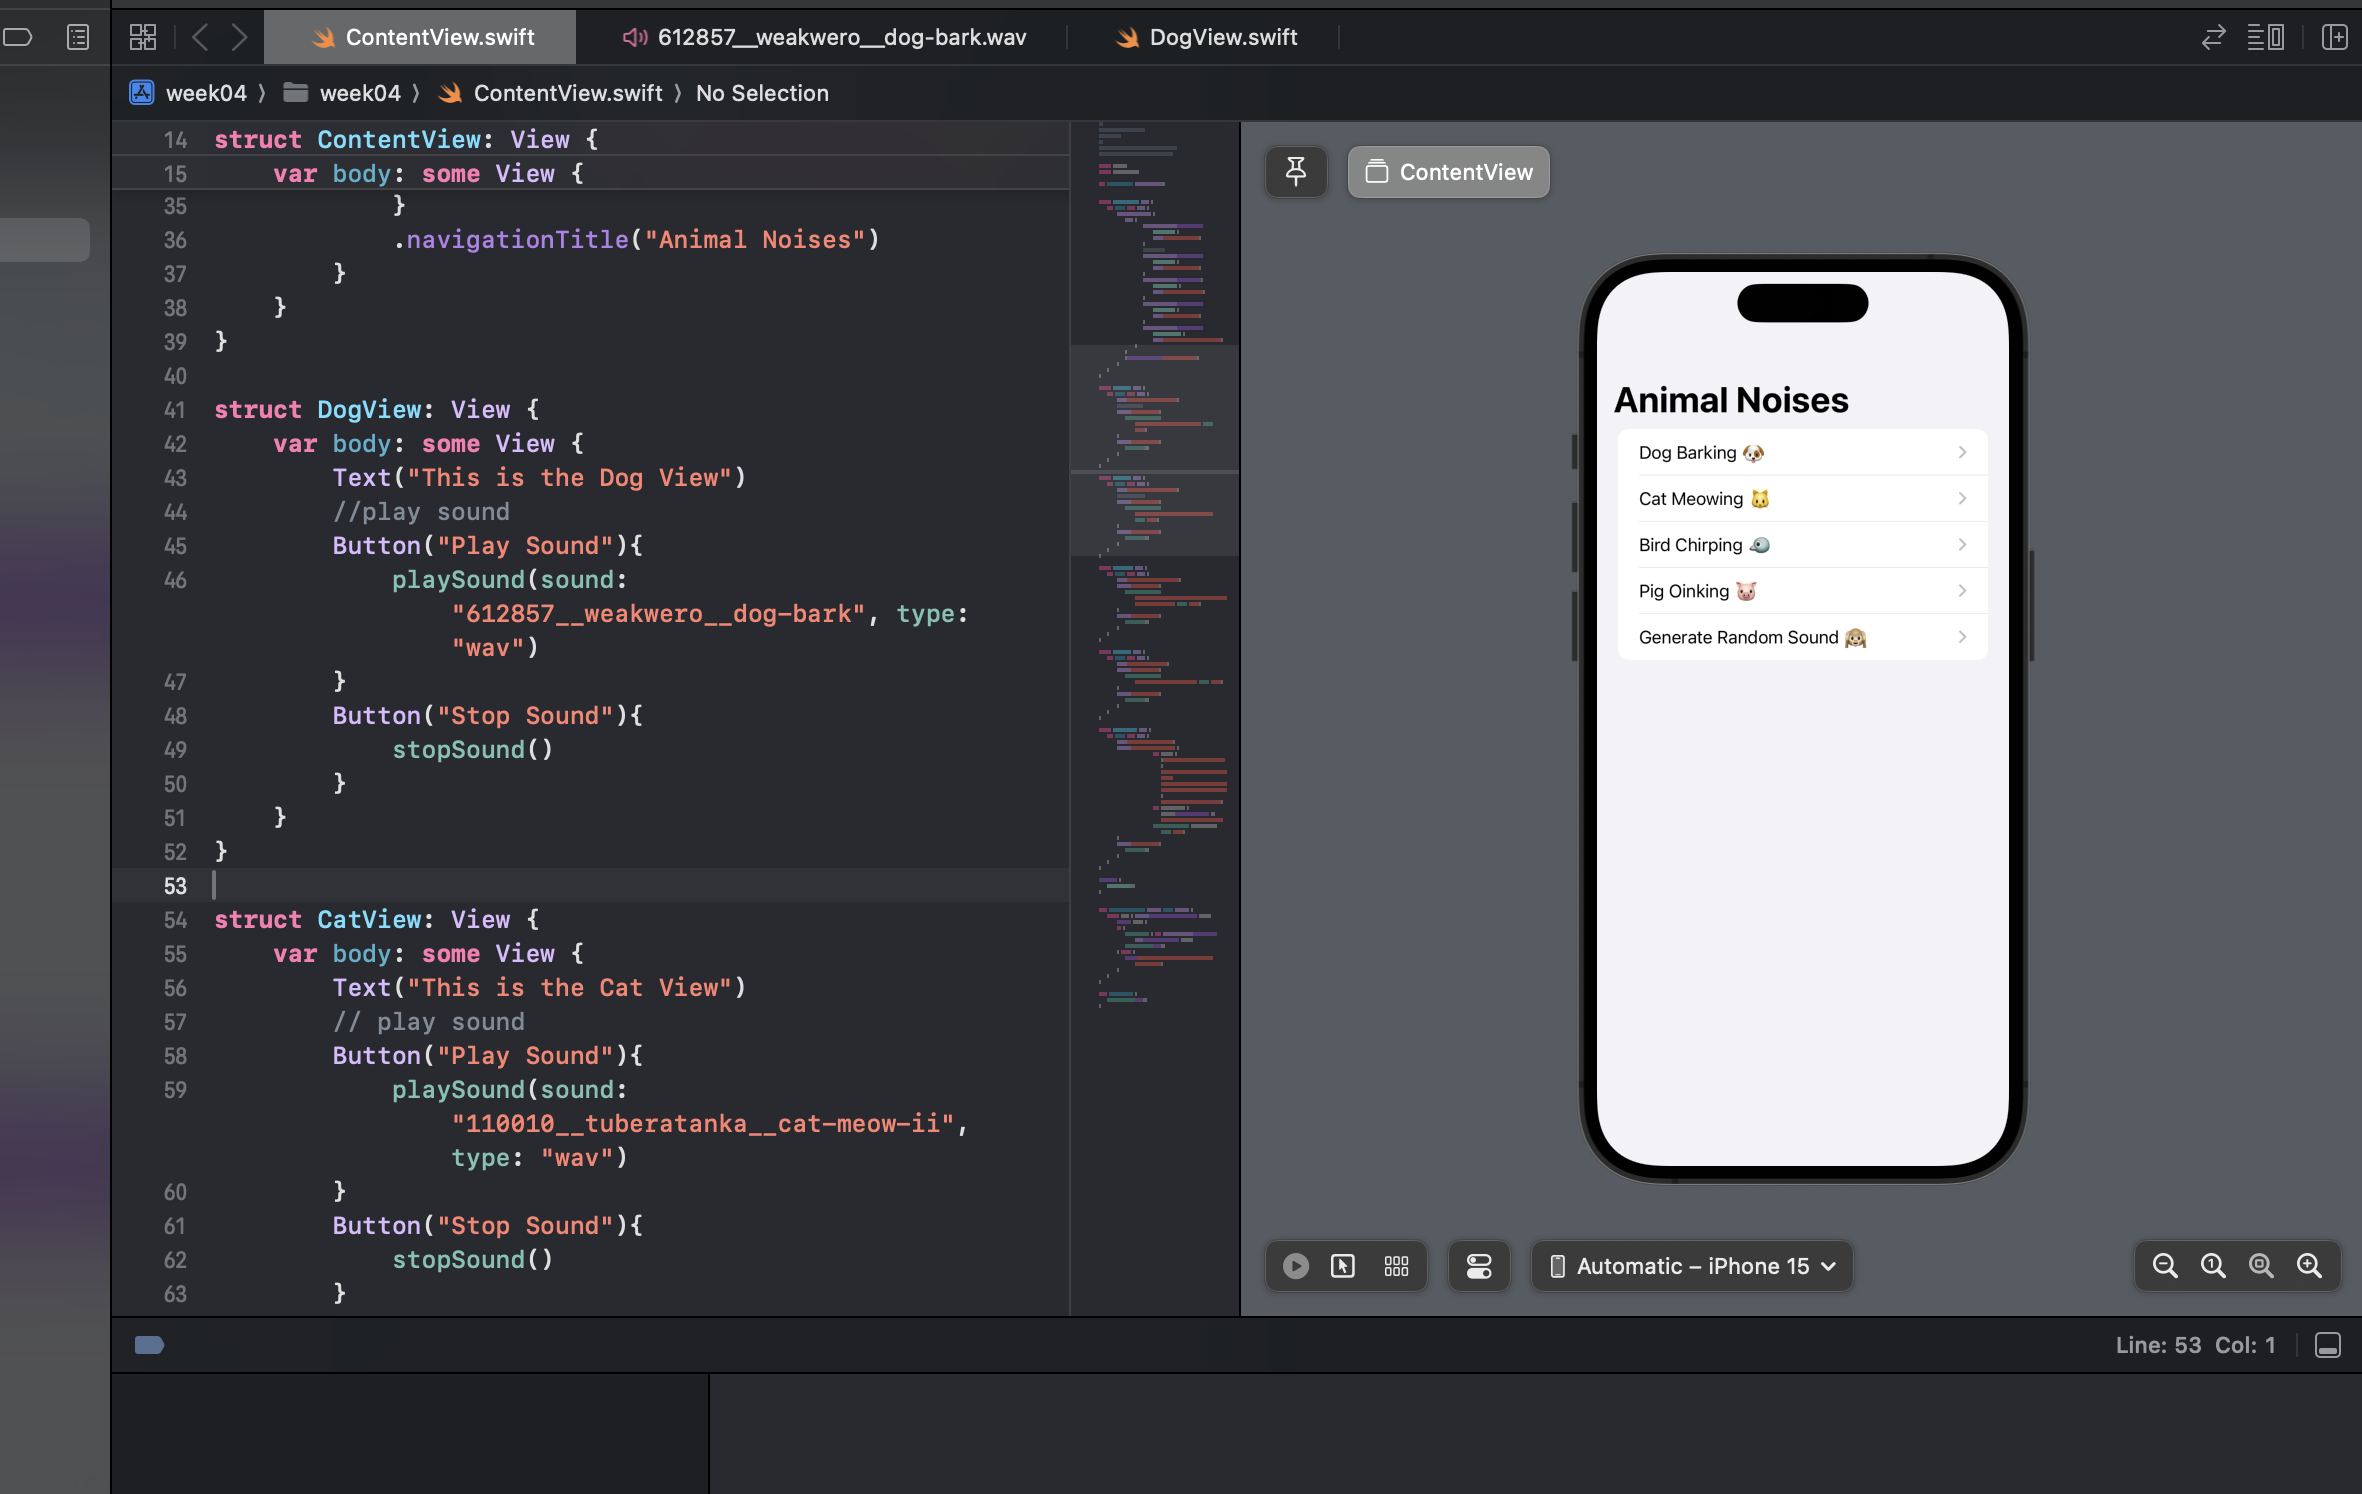 ContentView.swift
612857__weakwero__dog-bark.wav
DogView.swift
week04 › week04 › ContentView.swift › No Selection
14 struct ContentView: View {
15 var body: some View {
35 }
36 .navigationTitle("Animal Noises")
37 }
38 }
39 }
40
41 struct DogView: View {
42 var body: some View {
43 Text("This is the Dog View")
44 //play sound
45 Button("Play Sound"){
46 playSound(sound:
"612857__weakwero__dog-bark", type:
"wav")
47 }
48 Button("Stop Sound"){
49 stopSound()
50 }
51 }
52 }
53
54 struct CatView: View {
55 var body: some View {
56 Text("This is the Cat View")
57 // play sound
58 Button("Play Sound"){
59 playSound(sound:
"110010__tuberatanka__cat-meow-ii",
type: "wav")
60 }
61 Button("Stop Sound"){
62 stopSound()
63 }
ContentView
Animal Noises
Dog Barking 🐶
Cat Meowing 🐱
Bird Chirping 🐦
Pig Oinking 🐷
Generate Random Sound 🙉
Automatic – iPhone 15
Line: 53 Col: 1